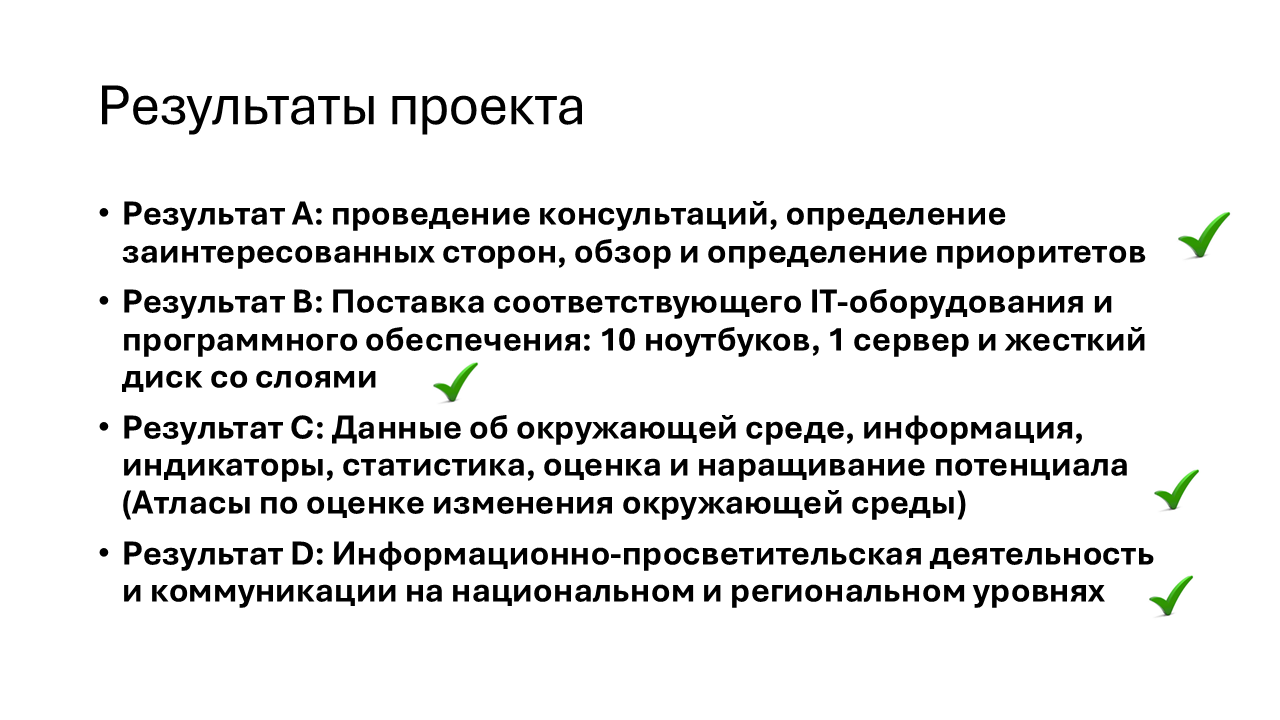 Результаты проекта
• Результат A: проведение консультаций, определение
заинтересованных сторон, обзор и определение приоритетов
• Результат B: Поставка соответствующего IT-оборудования и
программного обеспечения: 10 ноутбуков, 1 сервер и жесткий
диск со слоями
• Результат C: Данные об окружающей среде, информация,
индикаторы, статистика, оценка и наращивание потенциала
(Атласы по оценке изменения окружающей среды)
• Результат D: Информационно-просветительская деятельность
и коммуникации на национальном и региональном уровнях